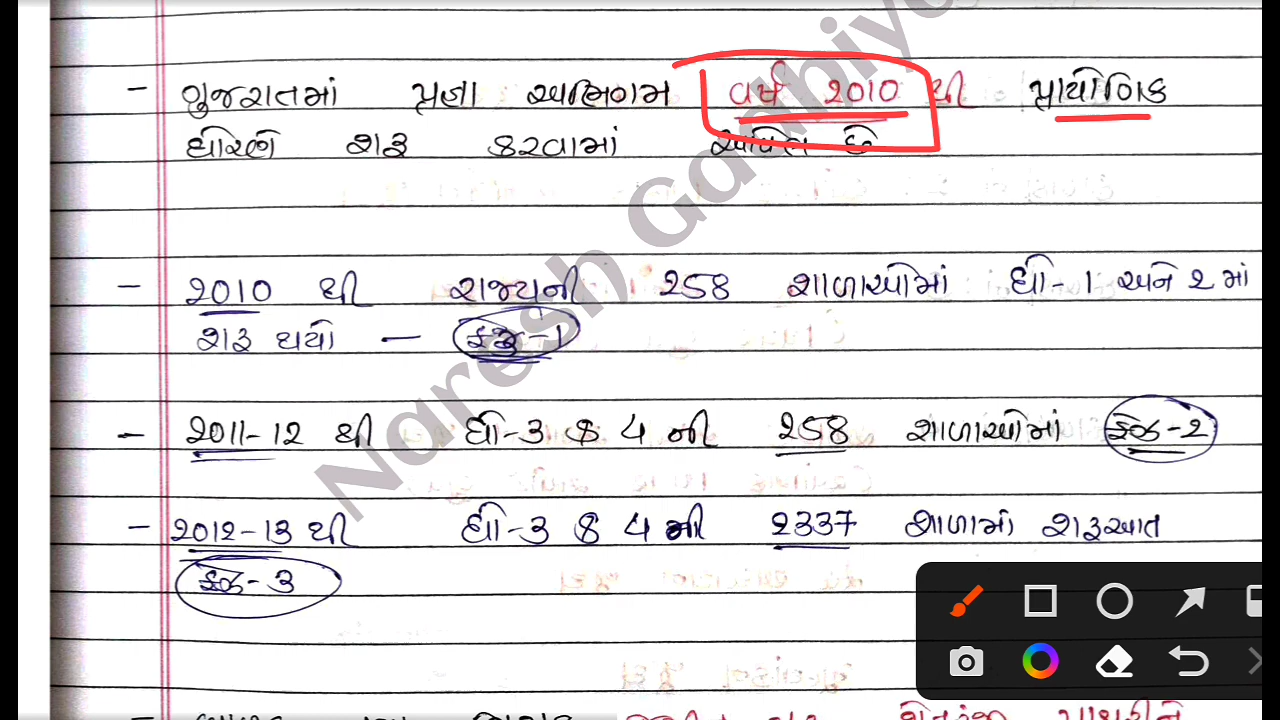 - ગુજરાતમાં પ્રજ્ઞા અભિગમ વર્ષ 2010 થી પ્રાયોગિક
ધોરણે શરૂ કરવામાં આવેલ છે
- 2010 થી રાજ્યની 258 શાળાઓમાં ધો-1 અને 2 માં
શરૂ થયો — ફેઝ-1
- 2011-12 થી ધો-3 & 4 ની 258 શાળાઓમાં ફેઝ-2
- 2012-13 થી ધો-3 & 4 ની 2337 શાળામાં શરૂઆત
ફેઝ-3
Naresh Gadhiya